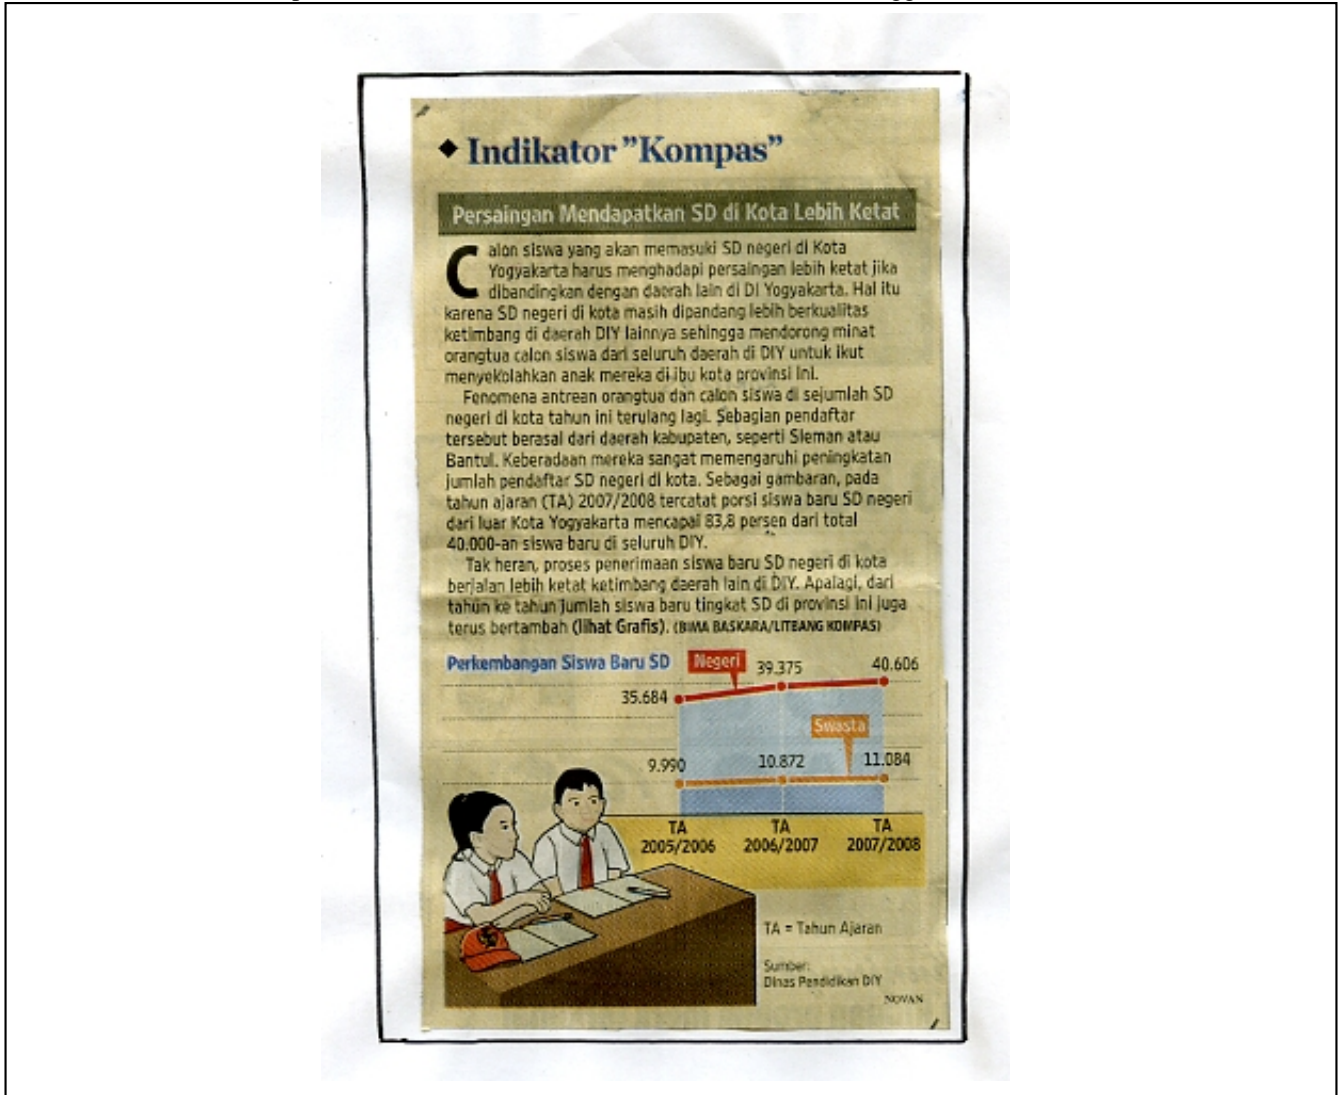 ◆ Indikator "Kompas"
Persaingan Mendapatkan SD di Kota Lebih Ketat
Calon siswa yang akan memasuki SD negeri di Kota
Yogyakarta harus menghadapi persaingan lebih ketat jika
dibandingkan dengan daerah lain di DI Yogyakarta. Hal itu
karena SD negeri di kota masih dipandang lebih berkualitas
ketimbang di daerah DIY lainnya sehingga mendorong minat
orangtua calon siswa dari seluruh daerah di DIY untuk ikut
menyekolahkan anak mereka di ibu kota provinsi ini.
Fenomena antrean orangtua dan calon siswa di sejumlah SD
negeri di kota tahun ini terulang lagi. Sebagian pendaftar
tersebut berasal dari daerah kabupaten, seperti Sleman atau
Bantul. Keberadaan mereka sangat memengaruhi peningkatan
jumlah pendaftar SD negeri di kota. Sebagai gambaran, pada
tahun ajaran (TA) 2007/2008 tercatat porsi siswa baru SD negeri
dari luar Kota Yogyakarta mencapai 83,8 persen dari total
40.000-an siswa baru di seluruh DIY.
Tak heran, proses penerimaan siswa baru SD negeri di kota
berjalan lebih ketat ketimbang daerah lain di DIY. Apalagi, dari
tahun ke tahun jumlah siswa baru tingkat SD di provinsi ini juga
terus bertambah (lihat Grafis). (BIMA BASKARA/LITBANG KOMPAS)
Perkembangan Siswa Baru SD
Negeri
35.684
39.375
40.606
Swasta
9.990
10.872
11.084
TA
2005/2006
TA
2006/2007
TA
2007/2008
TA = Tahun Ajaran
Sumber:
Dinas Pendidikan DIY
NOVAN